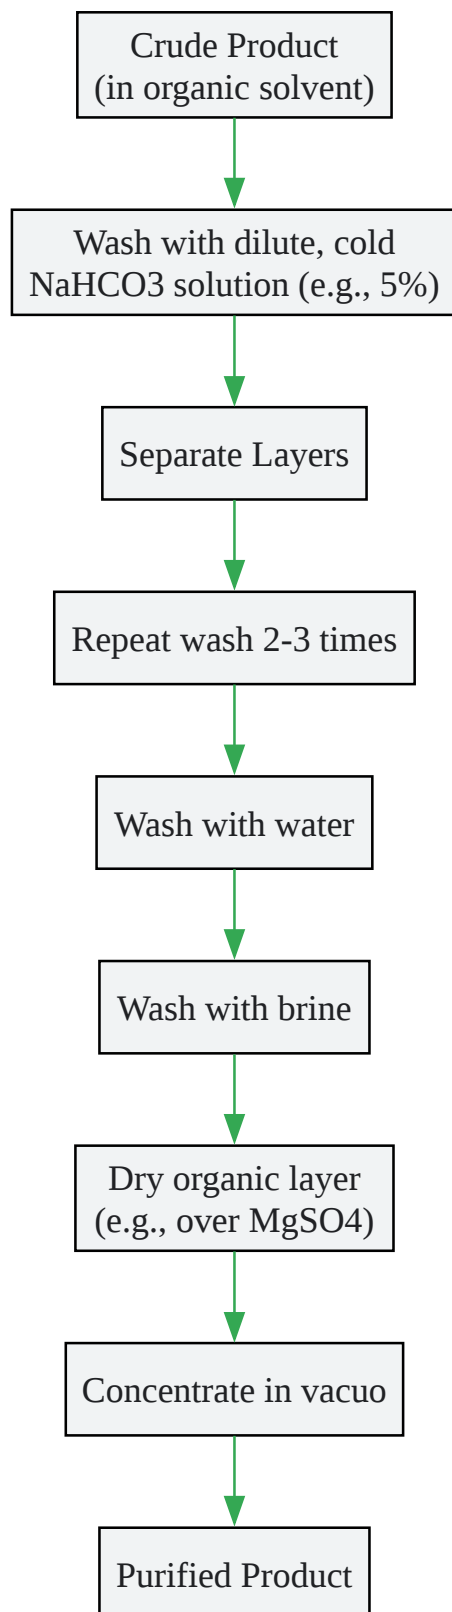 Crude Product
(in organic solvent)
Wash with dilute, cold
NaHCO3 solution (e.g., 5%)
Separate Layers
Repeat wash 2-3 times
Wash with water
Wash with brine
Dry organic layer
(e.g., over MgSO4)
Concentrate in vacuo
Purified Product